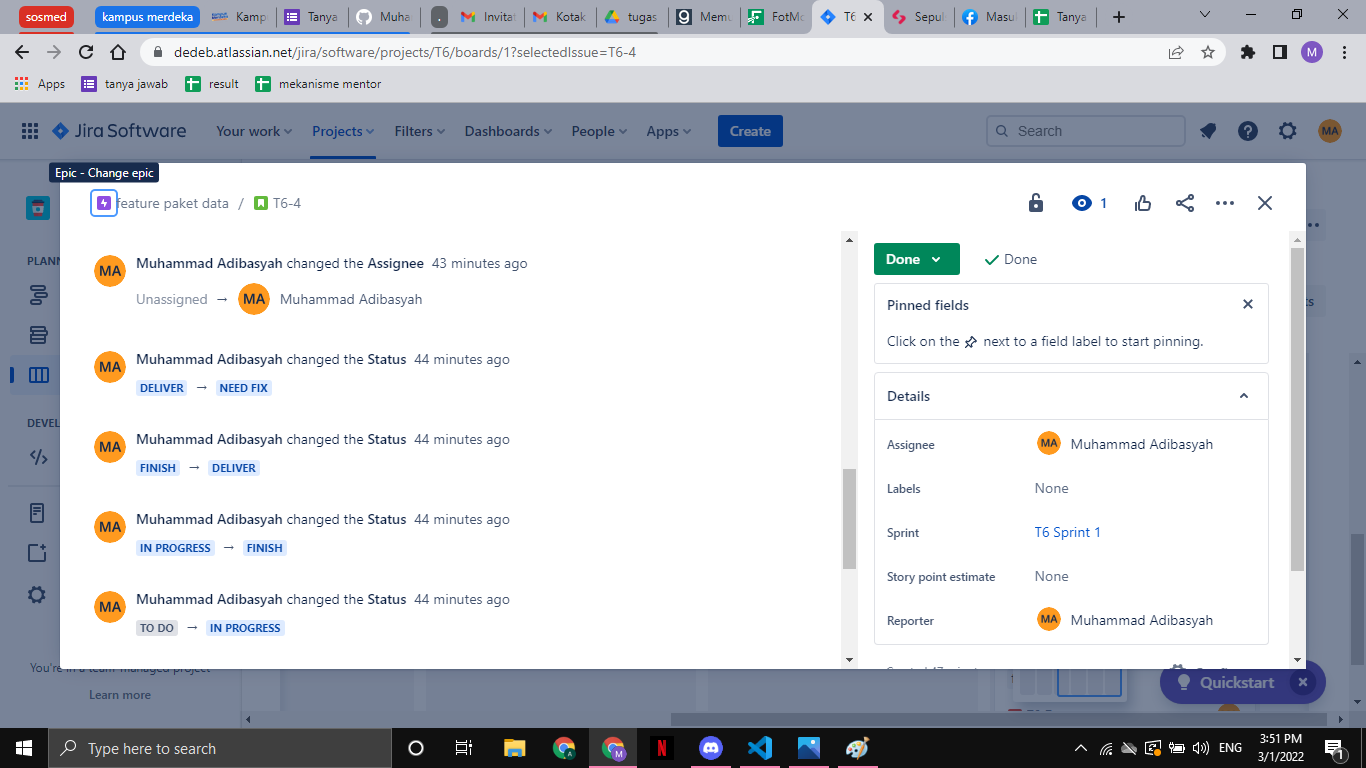 sosmed
kampus merdeka
Kamp
Tanya
Muha
.
Invitat
Kotak
tugas
Memu
FotMo
T6
Sepul
Masul
Tanya
dedeb.atlassian.net/jira/software/projects/T6/boards/1?selectedIssue=T6-4
M
Apps
tanya jawab
result
mekanisme mentor
Jira Software
Your work
Projects
Filters
Dashboards
People
Apps
Create
Search
MA
Epic - Change epic
feature paket data / T6-4
1
PLANN
DEVEL
Muhammad Adibasyah changed the Assignee 43 minutes ago
MA
Unassigned → MA Muhammad Adibasyah
Muhammad Adibasyah changed the Status 44 minutes ago
MA
DELIVER → NEED FIX
Muhammad Adibasyah changed the Status 44 minutes ago
MA
FINISH → DELIVER
Muhammad Adibasyah changed the Status 44 minutes ago
MA
IN PROGRESS → FINISH
Muhammad Adibasyah changed the Status 44 minutes ago
MA
TO DO → IN PROGRESS
Done
Done
Pinned fields
Click on the next to a field label to start pinning.
Details
Assignee MA Muhammad Adibasyah
Labels None
Sprint T6 Sprint 1
Story point estimate None
Reporter MA Muhammad Adibasyah
You're in a team-managed project
Learn more
Quickstart
Type here to search
ENG
3:51 PM
3/1/2022
1